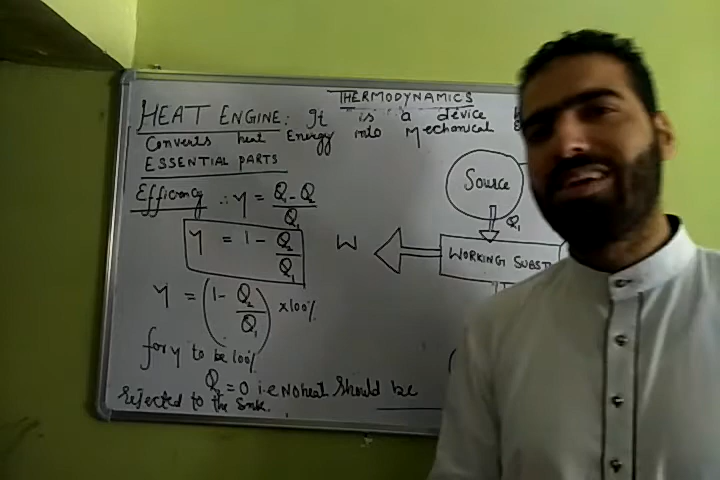 THERMODYNAMICS
HEAT ENGINE: It is a device
Converts heat Energy into Mechanical
ESSENTIAL PARTS
Efficiency ∴ η = Q₁-Q₂/Q₁
η = 1 - Q₂/Q₁
η = (1 - Q₂/Q₁) x100%
for η to be 100%
Q₂=0 i.e No heat should be
rejected to the Sink.
Source
Q₁
W
WORKING SUBST